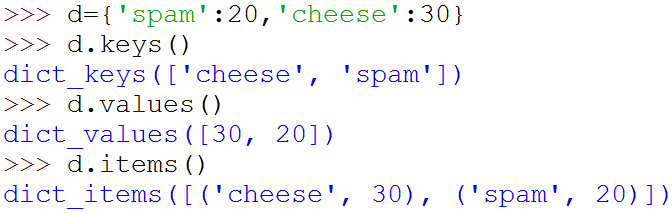 >>> d={'spam':20,'cheese':30}
>>> d.keys()
dict_keys(['cheese', 'spam'])
>>> d.values()
dict_values([30, 20])
>>> d.items()
dict_items([('cheese', 30), ('spam', 20)])